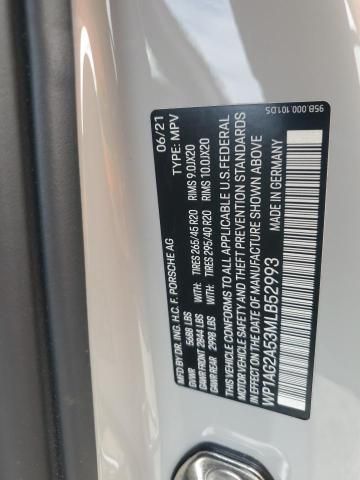 95B.000.101.DS
06/21
TYPE: MPV
MFD. BY DR. ING. H.C. F. PORSCHE AG
GVWR 5688 LBS
GAWR FRONT 2844 LBS WITH: TIRES 265/45 R20 RIMS 9.0JX20
GAWR REAR 2998 LBS WITH: TIRES 295/40 R20 RIMS 10.0JX20
THIS VEHICLE CONFORMS TO ALL APPLICABLE U.S. FEDERAL
MOTOR VEHICLE SAFETY AND THEFT PREVENTION STANDARDS
IN EFFECT ON THE DATE OF MANUFACTURE SHOWN ABOVE.
WP1AG2A53MLB52993 MADE IN GERMANY